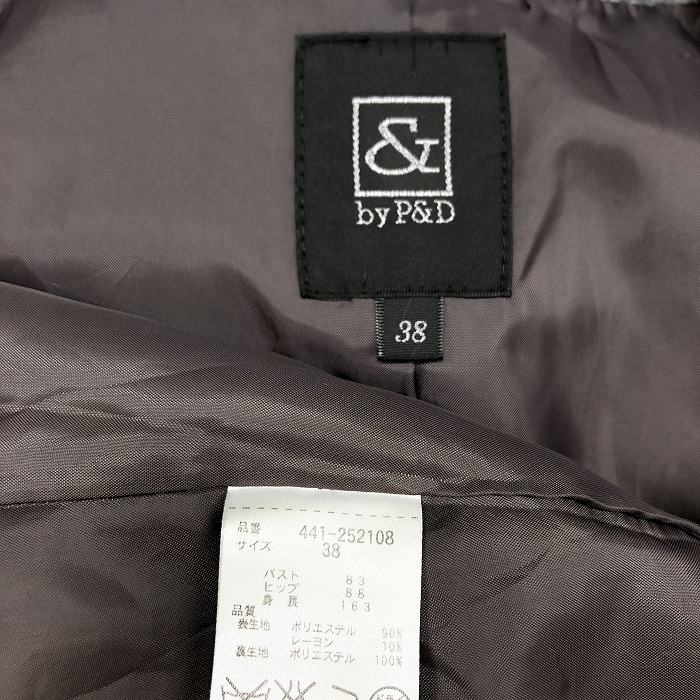 &
by P&D
38
品番 441-252108
サイズ 38
バスト 83
ヒップ 88
身長 163
品質
表生地 ポリエステル 90%
レーヨン 10%
裏生地 ポリエステル 100%